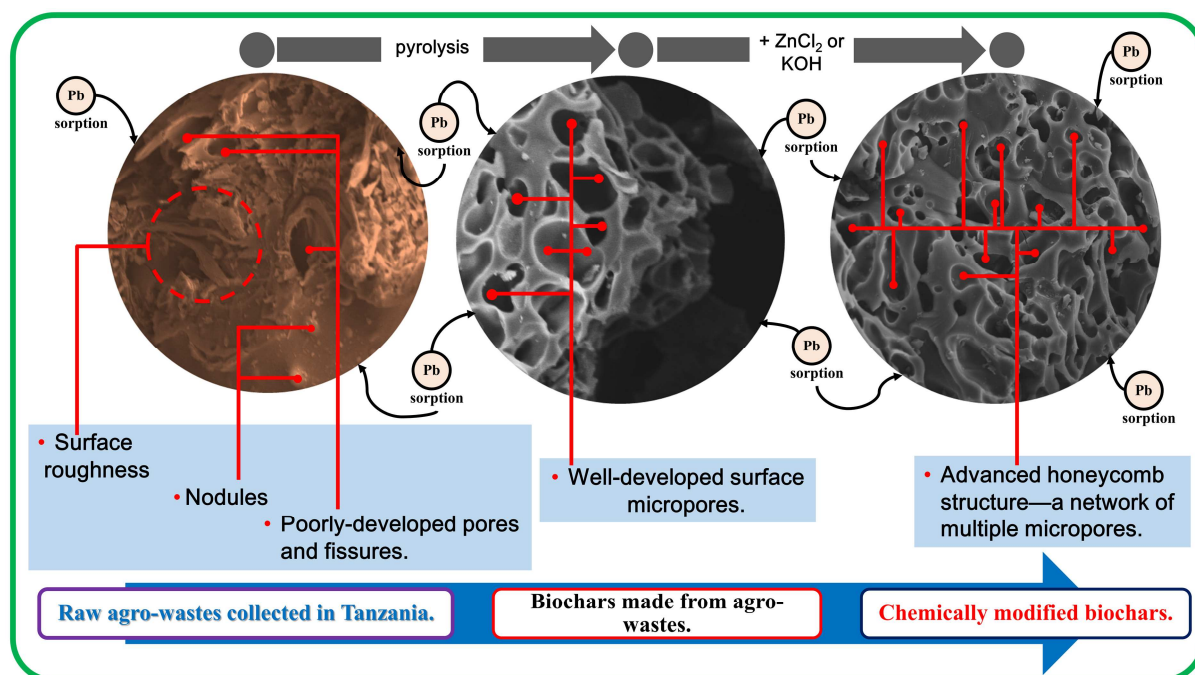 pyrolysis
+ ZnCl₂ or
KOH
Pb
sorption
Pb
sorption
Pb
sorption
Pb
sorption
Pb
sorption
Pb
sorption
Pb
sorption
• Surface
roughness
• Nodules
• Poorly-developed pores
and fissures.
• Well-developed surface
micropores.
• Advanced honeycomb
structure—a network of
multiple micropores.
Raw agro-wastes collected in Tanzania.
Biochars made from agro-
wastes.
Chemically modified biochars.